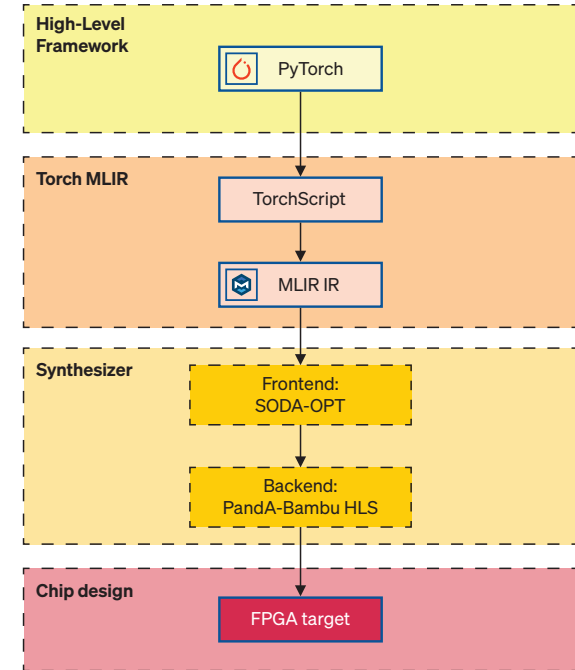 High-Level
Framework
PyTorch
Torch MLIR
TorchScript
MLIR IR
Synthesizer
Frontend:
SODA-OPT
Backend:
PandA-Bambu HLS
Chip design
FPGA target